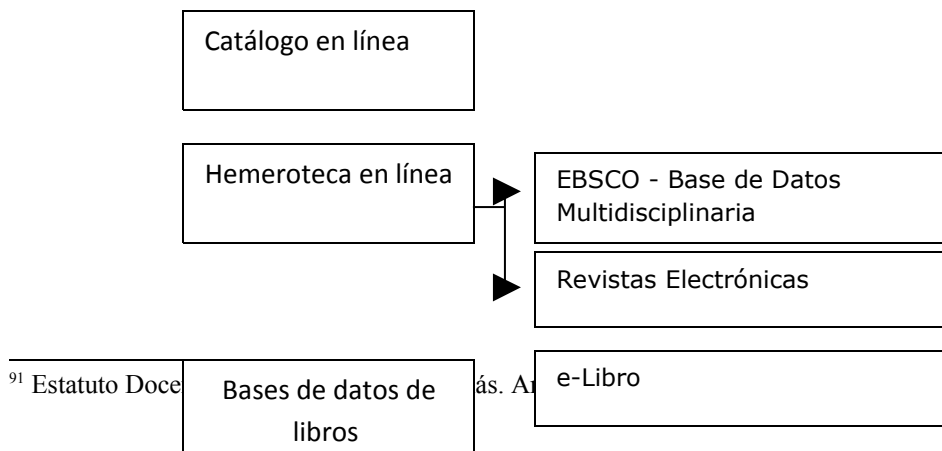 Catálogo en línea
Hemeroteca en línea
EBSCO - Base de Datos
Multidisciplinaria
Revistas Electrónicas
e-Libro
Bases de datos de
libros
91 Estatuto ás.